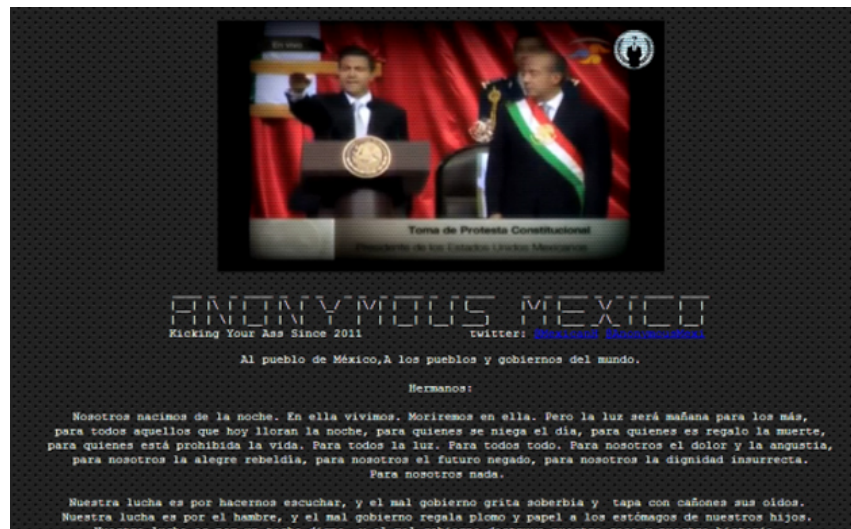 En vivo
Toma de Protesta Constitucional
Presidente de los Estados Unidos Mexicanos
ANONYMOUS MEXICO
Kicking Your Ass Since 2011 twitter:
Al pueblo de México,A los pueblos y gobiernos del mundo.
Hermanos:
Nosotros nacimos de la noche. En ella vivimos. Moriremos en ella. Pero la luz será mañana para los más,
para todos aquellos que hoy lloran la noche, para quienes se niega el día, para quienes es regalo la muerte,
para quienes está prohibida la vida. Para todos la luz. Para todos todo. Para nosotros el dolor y la angustia,
para nosotros la alegre rebeldía, para nosotros el futuro negado, para nosotros la dignidad insurrecta.
Para nosotros nada.
Nuestra lucha es por hacernos escuchar, y el mal gobierno grita soberbia y tapa con cañones sus oídos.
Nuestra lucha es por el hambre, y el mal gobierno regala plomo y papel a los estómagos de nuestros hijos.